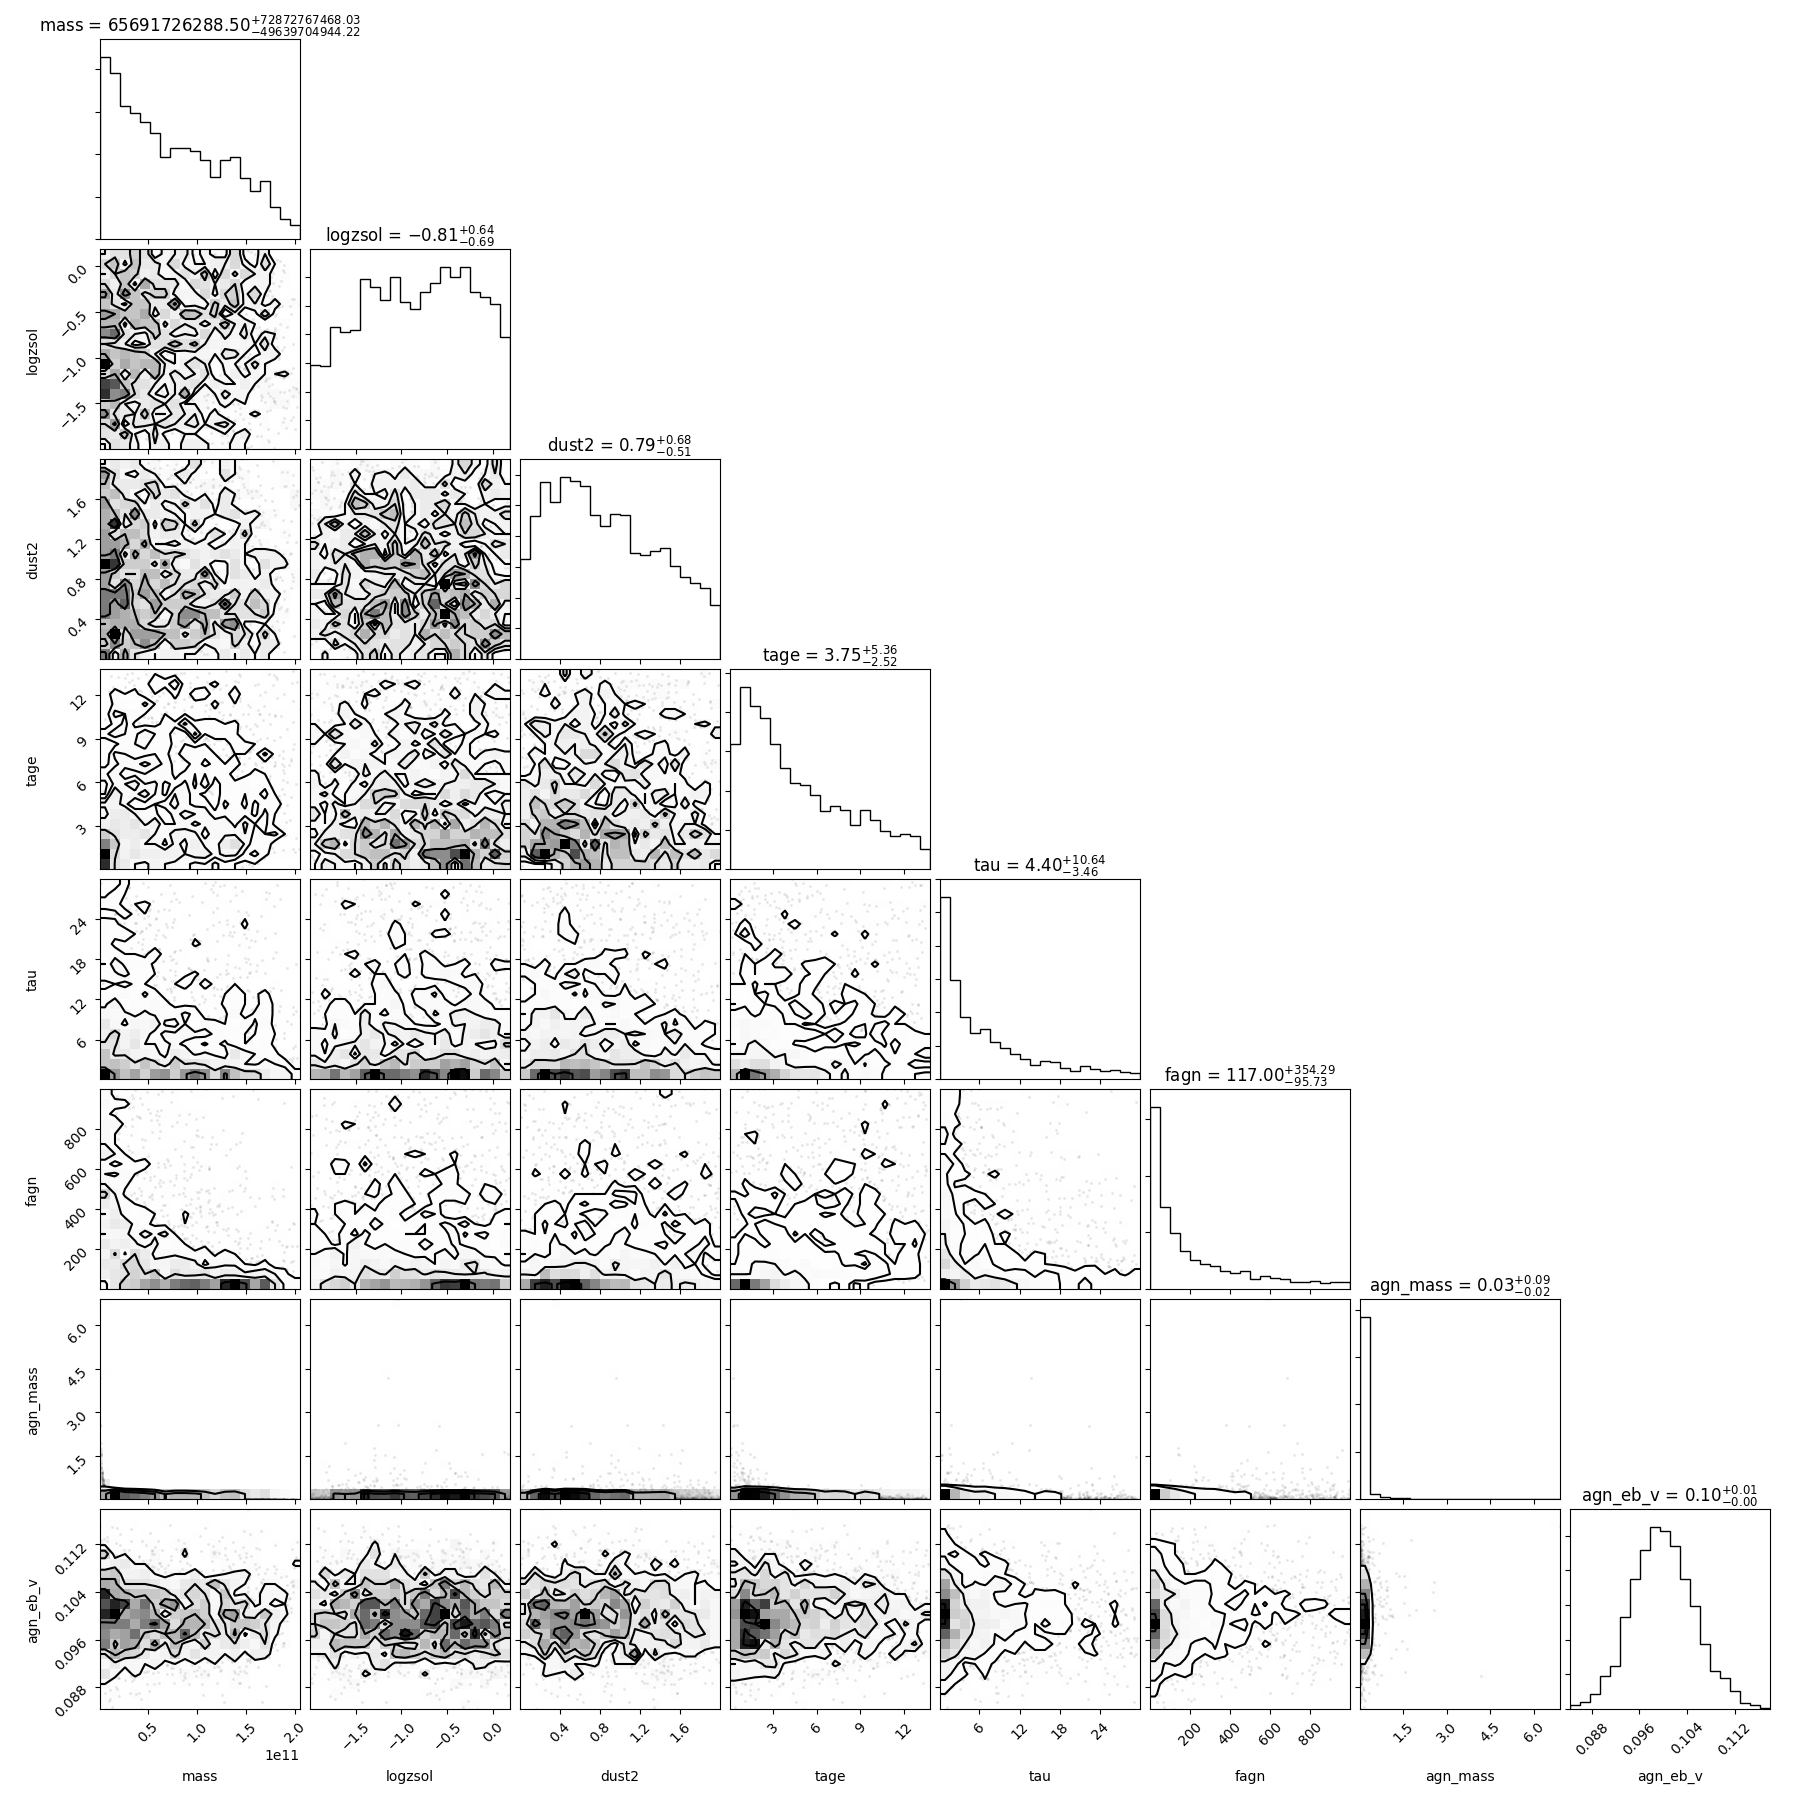 mass = 65691726288.50+72872767468.03−49639704944.22
logzsol = −0.81+0.64−0.69
0.0
−0.5
−1.0
−1.5
logzsol
dust2 = 0.79+0.68−0.51
1.6
1.2
0.8
0.4
dust2
tage = 3.75+5.36−2.52
12
9
6
3
tage
tau = 4.40+10.64−3.46
24
18
12
6
tau
fagn = 117.00+354.29−95.73
800
600
400
200
fagn
agn_mass = 0.03+0.09−0.02
6.0
4.5
3.0
1.5
agn_mass
agn_eb_v = 0.10+0.01−0.00
0.112
0.104
0.096
0.088
agn_eb_v
0.5 1.0 1.5 2.0 −1.5 −1.0 −0.5 0.0 0.4 0.8 1.2 1.6 3 6 9 12 6 12 18 24 200 400 600 800 1.5 3.0 4.5 6.0 0.088 0.096 0.104 0.112
1e11
mass logzsol dust2 tage tau fagn agn_mass agn_eb_v